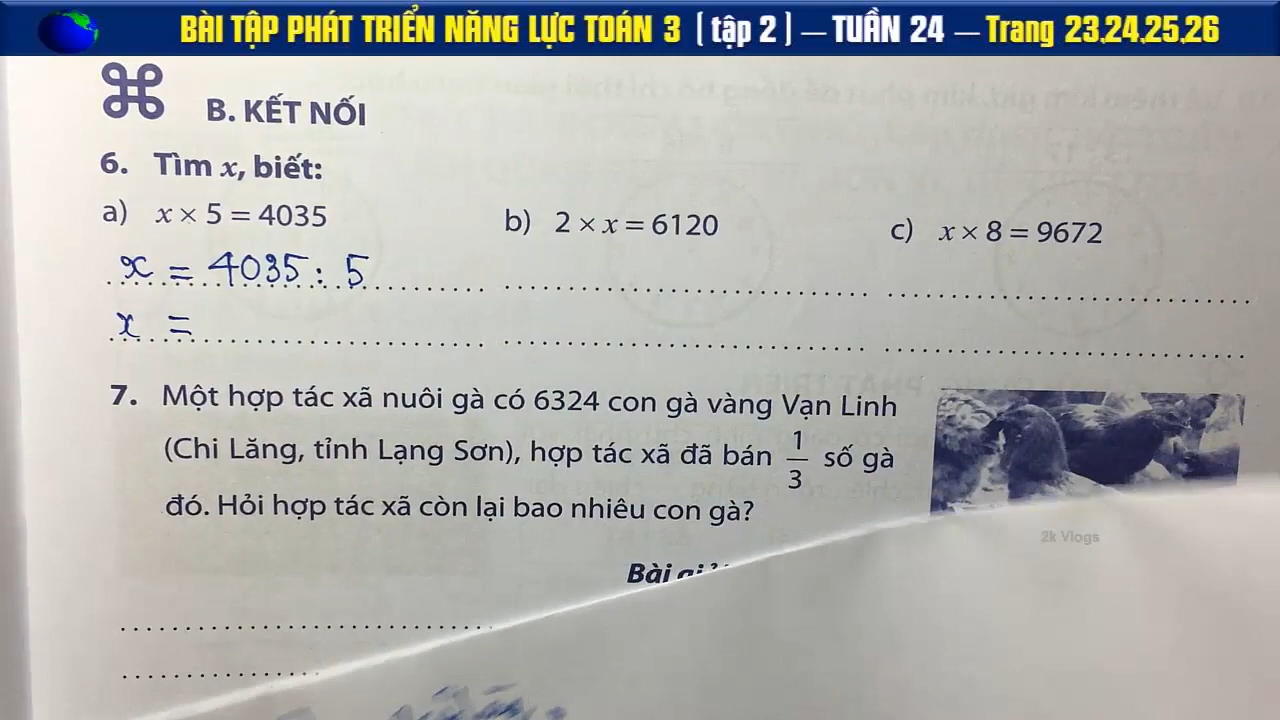 BÀI TẬP PHÁT TRIỂN NĂNG LỰC TOÁN 3 ( tập 2 ) – TUẦN 24 – Trang 23,24,25,26
B. KẾT NỐI
6. Tìm x, biết:
a) x × 5 = 4035 b) 2 × x = 6120 c) x × 8 = 9672
x = 4035 : 5
x =
7. Một hợp tác xã nuôi gà có 6324 con gà vàng Vạn Linh
(Chi Lăng, tỉnh Lạng Sơn), hợp tác xã đã bán 1/3 số gà
đó. Hỏi hợp tác xã còn lại bao nhiêu con gà?
2k Vlogs
Bài